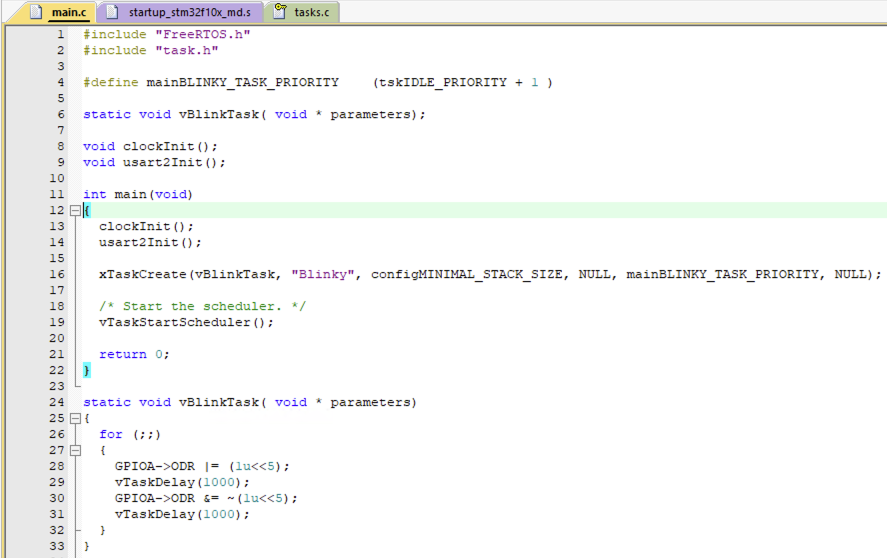 main.c startup_stm32f10x_md.s tasks.c
1 #include "FreeRTOS.h"
2 #include "task.h"
3
4 #define mainBLINKY_TASK_PRIORITY    (tskIDLE_PRIORITY + 1 )
5
6 static void vBlinkTask( void * parameters);
7
8 void clockInit();
9 void usart2Init();
10
11 int main(void)
12 {
13   clockInit();
14   usart2Init();
15
16   xTaskCreate(vBlinkTask, "Blinky", configMINIMAL_STACK_SIZE, NULL, mainBLINKY_TASK_PRIORITY, NULL);
17
18   /* Start the scheduler. */
19   vTaskStartScheduler();
20
21   return 0;
22 }
23
24 static void vBlinkTask( void * parameters)
25 {
26   for (;;)
27   {
28     GPIOA->ODR |= (1u<<5);
29     vTaskDelay(1000);
30     GPIOA->ODR &= ~(1u<<5);
31     vTaskDelay(1000);
32   }
33 }